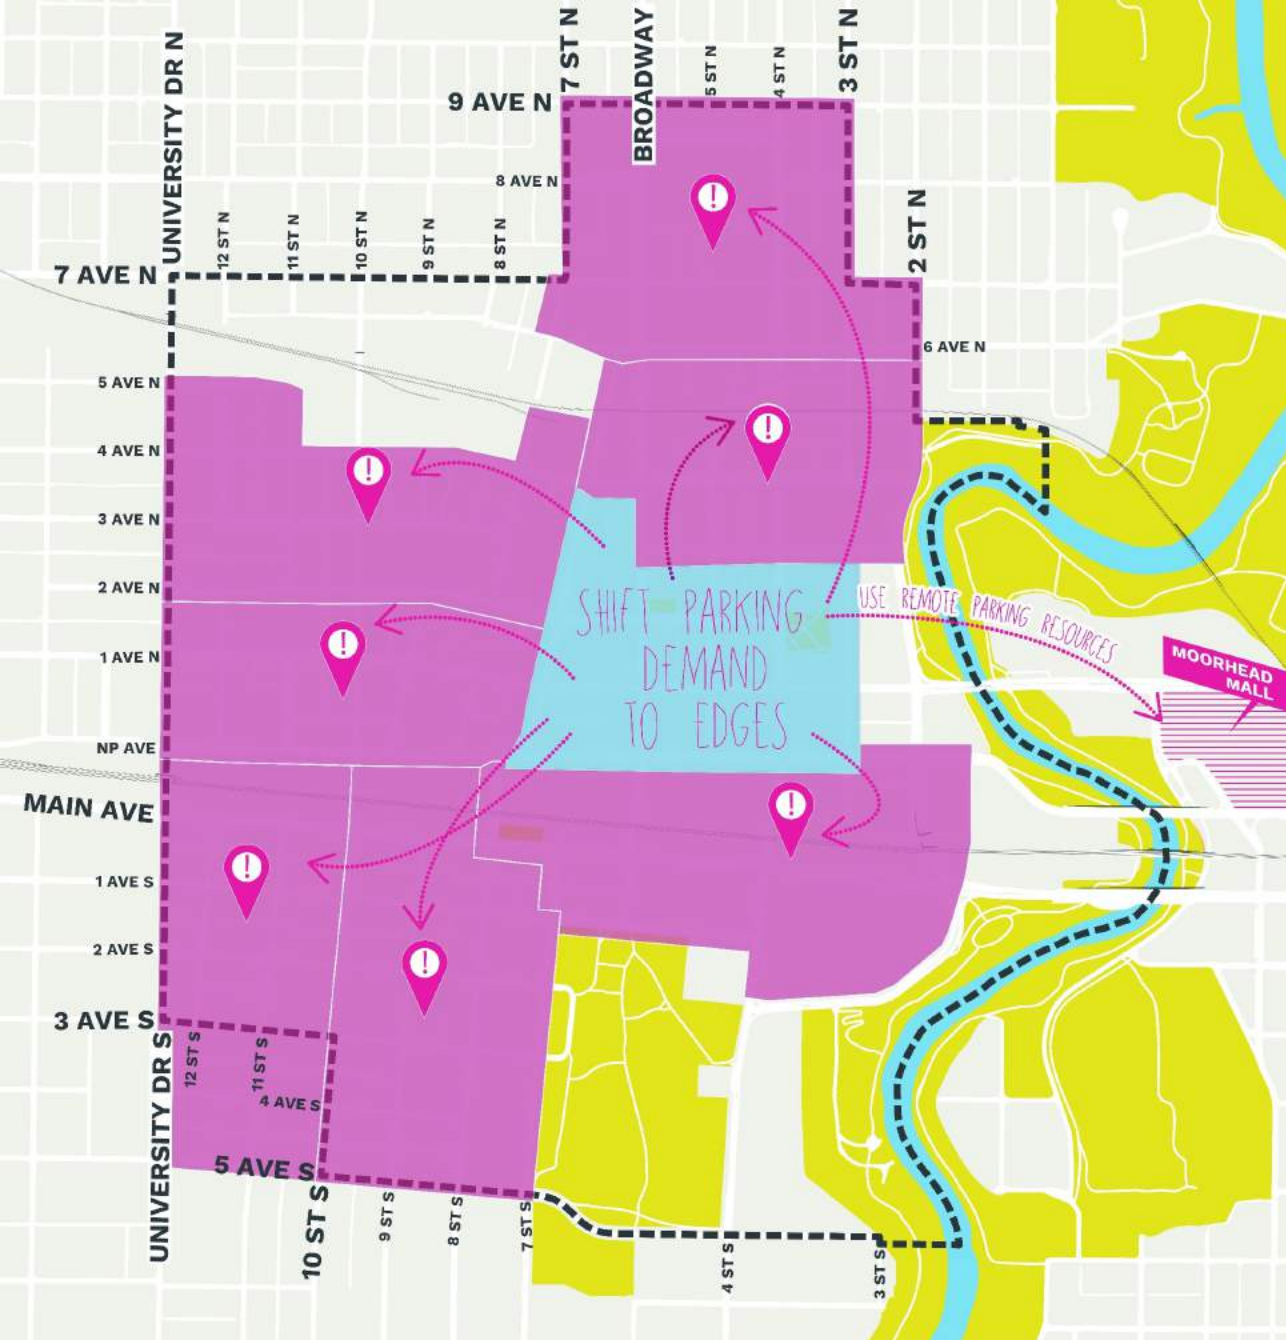 UNIVERSITY DR N
7 ST N
BROADWAY
5 ST N
4 ST N
3 ST N
9 AVE N
8 AVE N
12 ST N
11 ST N
10 ST N
9 ST N
8 ST N
2 ST N
7 AVE N
!
6 AVE N
5 AVE N
4 AVE N
!
!
3 AVE N
2 AVE N
USE REMOTE PARKING RESOURCES
SHIFT PARKING
DEMAND
TO EDGES
1 AVE N
!
MOORHEAD
MALL
NP AVE
MAIN AVE
!
1 AVE S
!
2 AVE S
!
3 AVE S
12 ST S
11 ST S
4 AVE S
UNIVERSITY DR S
5 AVE S
10 ST S
9 ST S
8 ST S
7 ST S
4 ST S
3 ST S